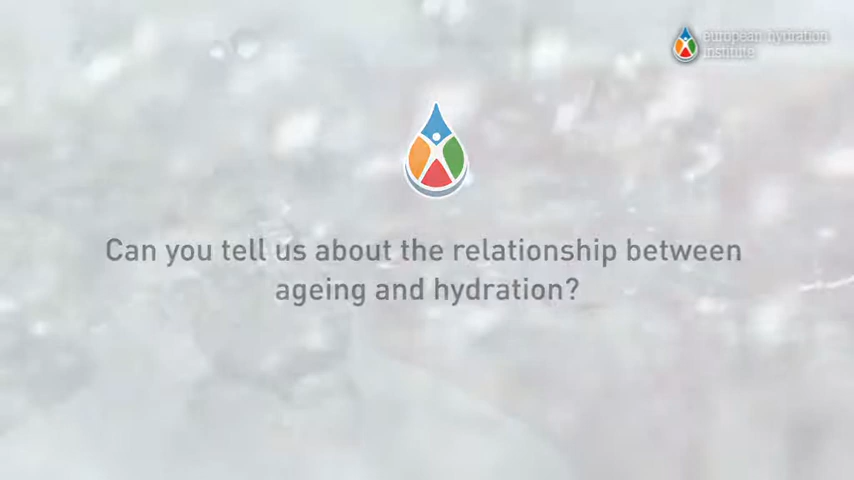 european hydration
institute
Can you tell us about the relationship between
ageing and hydration?